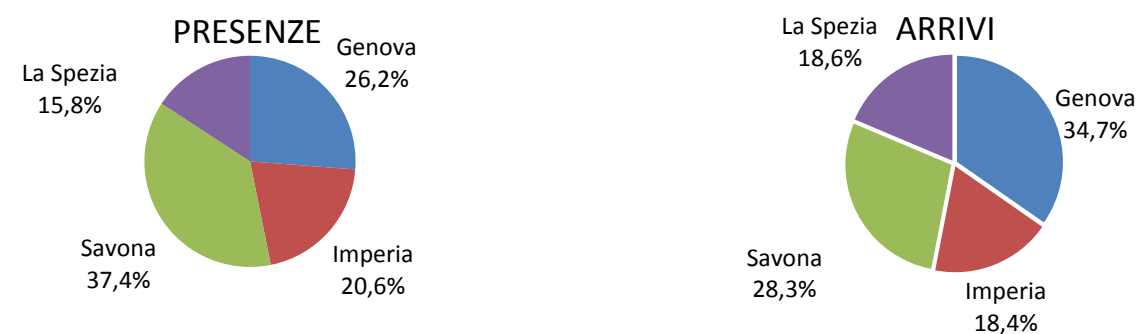 PRESENZE
Genova
26,2%
La Spezia
15,8%
Savona
37,4%
Imperia
20,6%
ARRIVI
La Spezia
18,6%
Genova
34,7%
Savona
28,3%
Imperia
18,4%